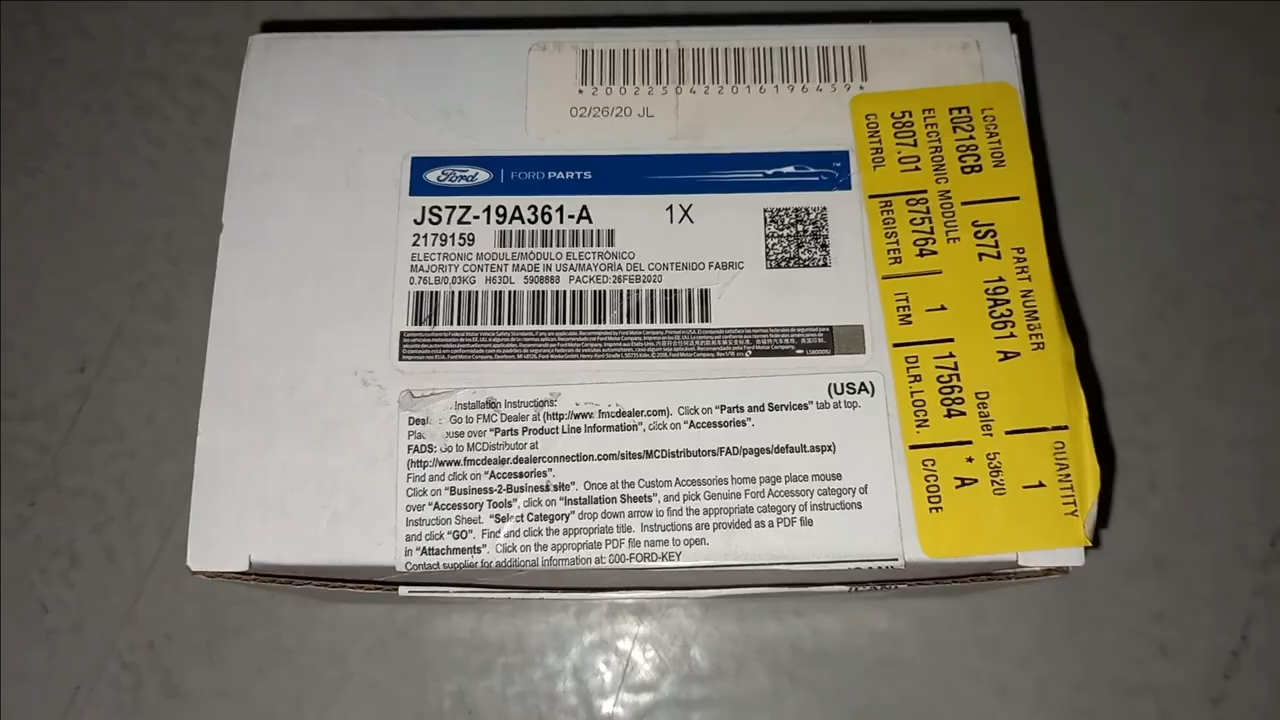 *200225042201619 6459*
02/26/20 JL
Ford | FORD PARTS
JS7Z-19A361-A 1X
2179159
ELECTRONIC MODULE/MÓDULO ELECTRÓNICO
MAJORITY CONTENT MADE IN USA/MAYORÍA DEL CONTENIDO FABRIC
0.76LB/0,03KG H63DL 5908868 PACKED:26FEB2020
(USA)
Installation Instructions:
Go to FMC Dealer at (http://www.fmcdealer.com). Click on “Parts and Services” tab at top.
over “Parts Product Line Information”, click on “Accessories”.
FADS: Go to MCDistributor at
(http://www.fmcdealer.dealerconnection.com/sites/MCDistributors/FAD/pages/default.aspx)
Find and click on “Accessories”.
Click on “Business-2-Business site”. Once at the Custom Accessories home page place mouse
over “Accessory Tools”, click on “Installation Sheets”, and pick Genuine Ford Accessory category of
Instruction Sheet. “Select Category” drop down arrow to find the appropriate category of instructions
and click “GO”. Find and click the appropriate title. Instructions are provided as a PDF file
in “Attachments”. Click on the appropriate PDF file name to open.
Contact supplier for additional information at: 800-FORD-KEY
LOCATION PART NUMBER QUANTITY
E0218CB JS7Z 19A361 A 1
ELECTRONIC MODULE Dealer 53620
5807.01 875764 1 175684 * A
CONTROL REGISTER ITEM DLR.LOCN. C/CODE